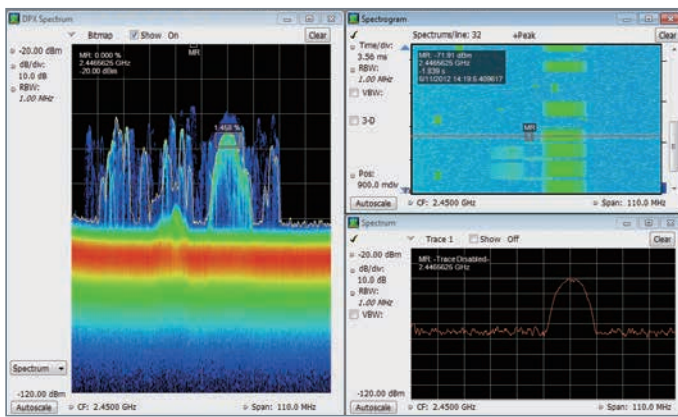 DPX Spectrum
Bitmap Show On Clear
-20.00 dBm
dB/div:
10.0 dB
RBW:
1.00 MHz
MR: 0.000 %
2.4466625 GHz
-20.00 dBm
MR
1.458 %
Spectrum
-120.00 dBm
Autoscale CF: 2.4500 GHz Span: 110.0 MHz
Spectrogram
Spectrums/line: 32 +Peak Clear
Time/div:
3.56 ms
RBW:
1.00 MHz
VBW:
3-D
Pos:
900.0 mdiv
MR: -71.91 dBm
2.4466625 GHz
-1.839 s
MR
Autoscale CF: 2.4500 GHz Span: 110.0 MHz
Spectrum
Trace 1 Show Off Clear
-20.00 dBm
dB/div:
10.0 dB
RBW:
1.00 MHz
VBW:
MR: -Trace Disabled-
2.4466625 GHz
-120.00 dBm
Autoscale CF: 2.4500 GHz Span: 110.0 MHz